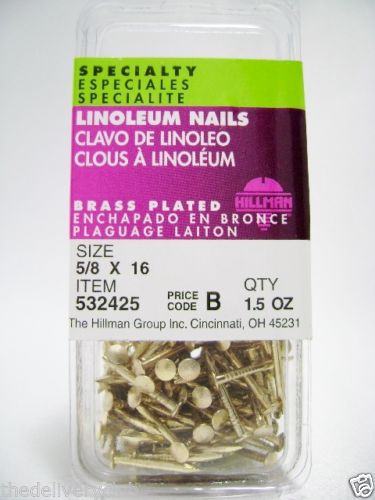 SPECIALTY
ESPECIALES
SPECIALITE
LINOLEUM NAILS
CLAVO DE LINOLEO
CLOUS À LINOLÉUM
HILLMAN
BRASS PLATED
ENCHAPADO EN BRONCE
PLAGUAGE LAITON
SIZE
5/8 X 16
ITEM
532425
PRICE
CODE B
QTY
1.5 OZ
The Hillman Group Inc. Cincinnati, OH 45231